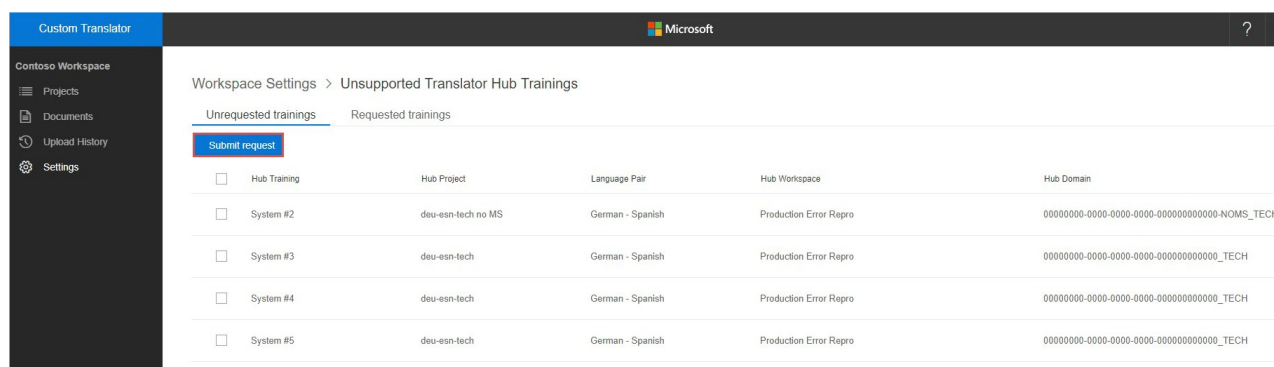 Custom Translator
Microsoft
?
Contoso Workspace
Projects
Documents
Upload History
Settings
Workspace Settings > Unsupported Translator Hub Trainings
Unrequested trainings Requested trainings
Submit request
Hub Training Hub Project Language Pair Hub Workspace Hub Domain
System #2 deu-esn-tech no MS German - Spanish Production Error Repro 00000000-0000-0000-0000-000000000000-NOMS_TECH
System #3 deu-esn-tech German - Spanish Production Error Repro 00000000-0000-0000-0000-000000000000_TECH
System #4 deu-esn-tech German - Spanish Production Error Repro 00000000-0000-0000-0000-000000000000_TECH
System #5 deu-esn-tech German - Spanish Production Error Repro 00000000-0000-0000-0000-000000000000_TECH